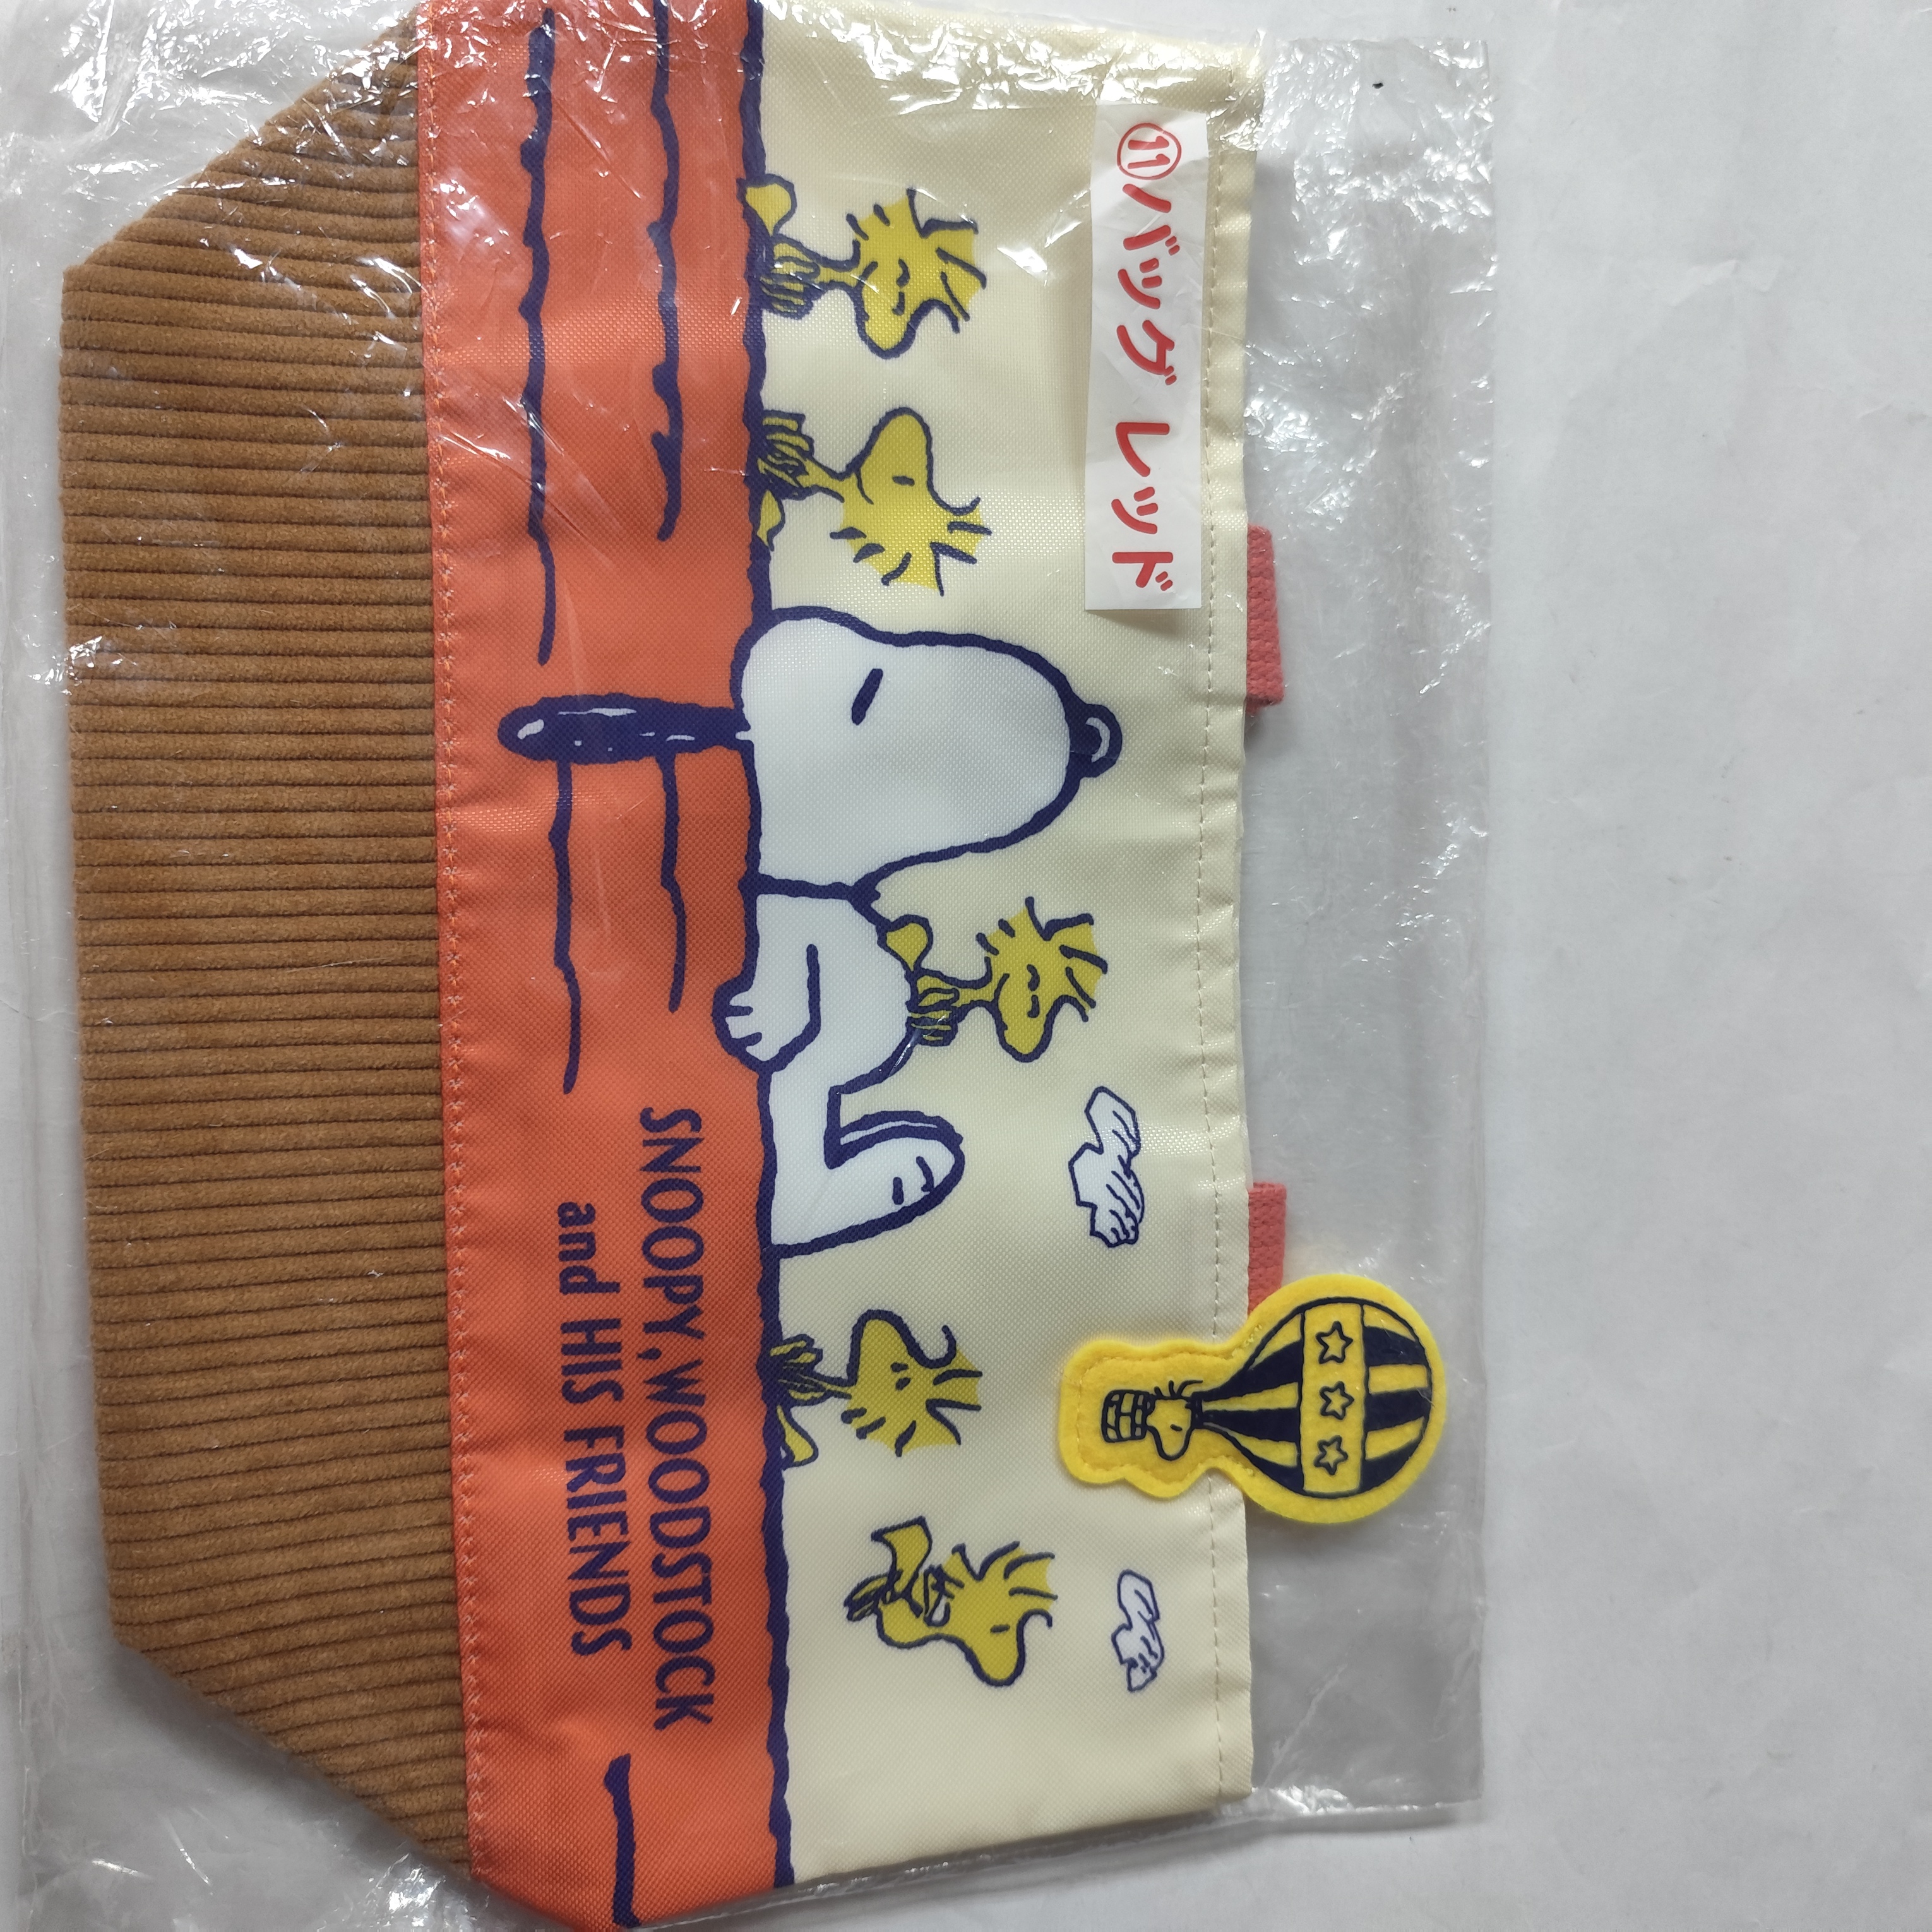 ⑪バッグ レッド
SNOOPY, WOODSTOCK
and HIS FRIENDS